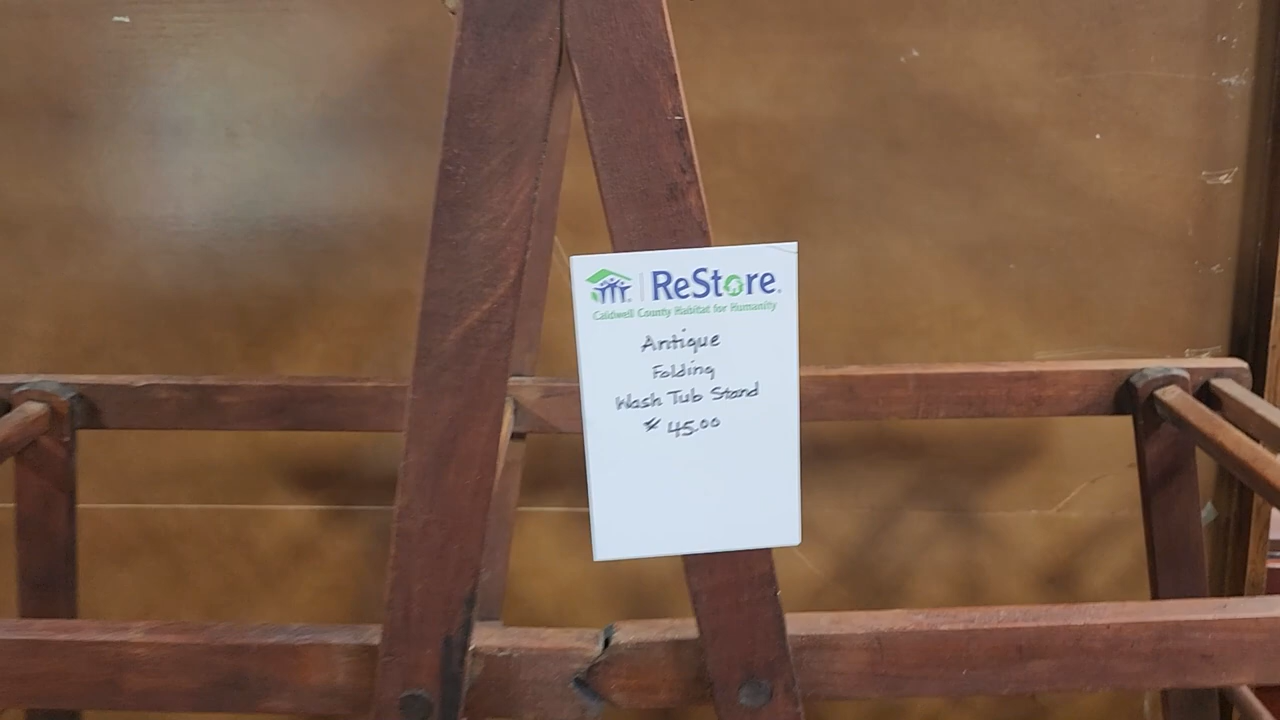 ReStore.
Caldwell County Habitat for Humanity
Antique
Folding
Wash Tub Stand
$ 45.00